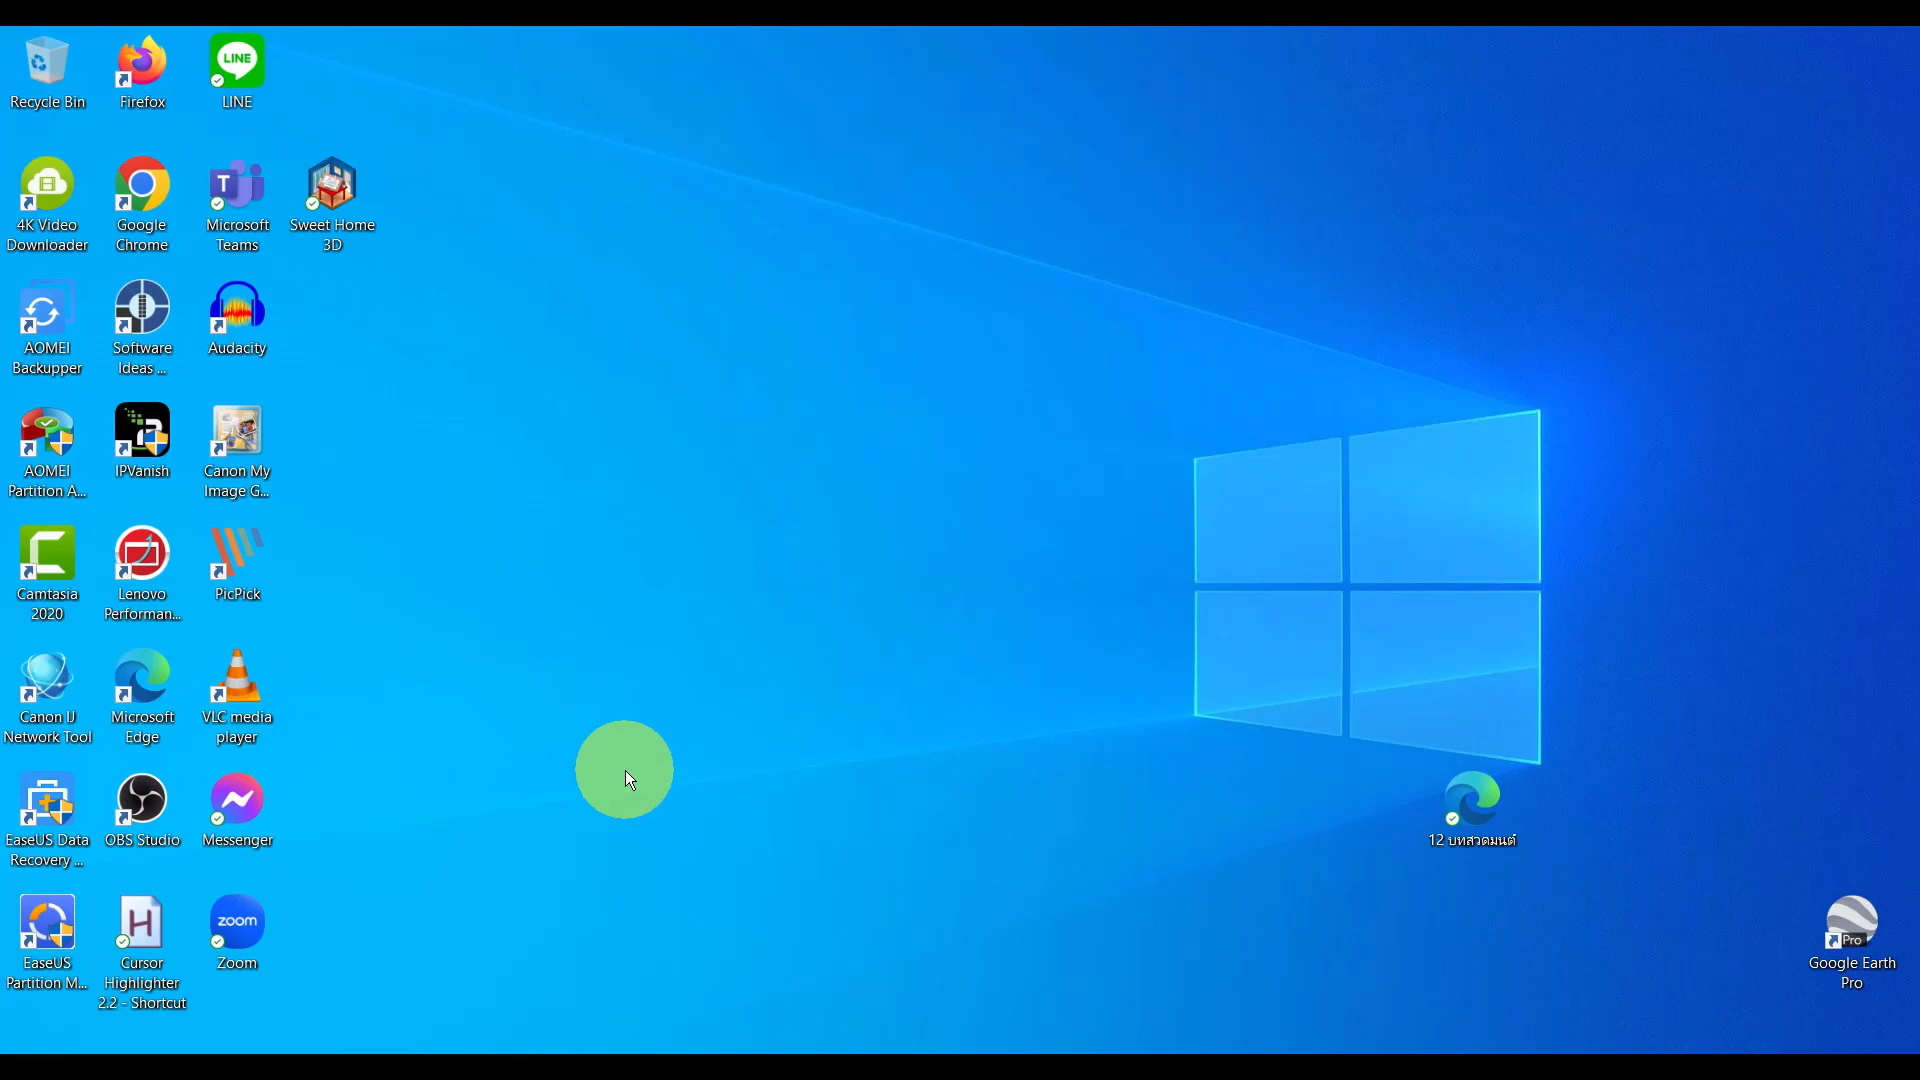 Recycle Bin
Firefox
LINE
LINE
4K Video
Downloader
Google
Chrome
T
Microsoft
Teams
Sweet Home
3D
AOMEI
Backupper
Software
Ideas ...
Audacity
AOMEI
Partition A...
IPVanish
Canon My
Image G...
Camtasia
2020
Lenovo
Performan...
PicPick
Canon IJ
Network Tool
Microsoft
Edge
VLC media
player
EaseUS Data
Recovery ...
OBS Studio
Messenger
12 บทสวดมนต์
EaseUS
Partition M...
H
Cursor
Highlighter
2.2 - Shortcut
zoom
Zoom
Pro
Google Earth
Pro